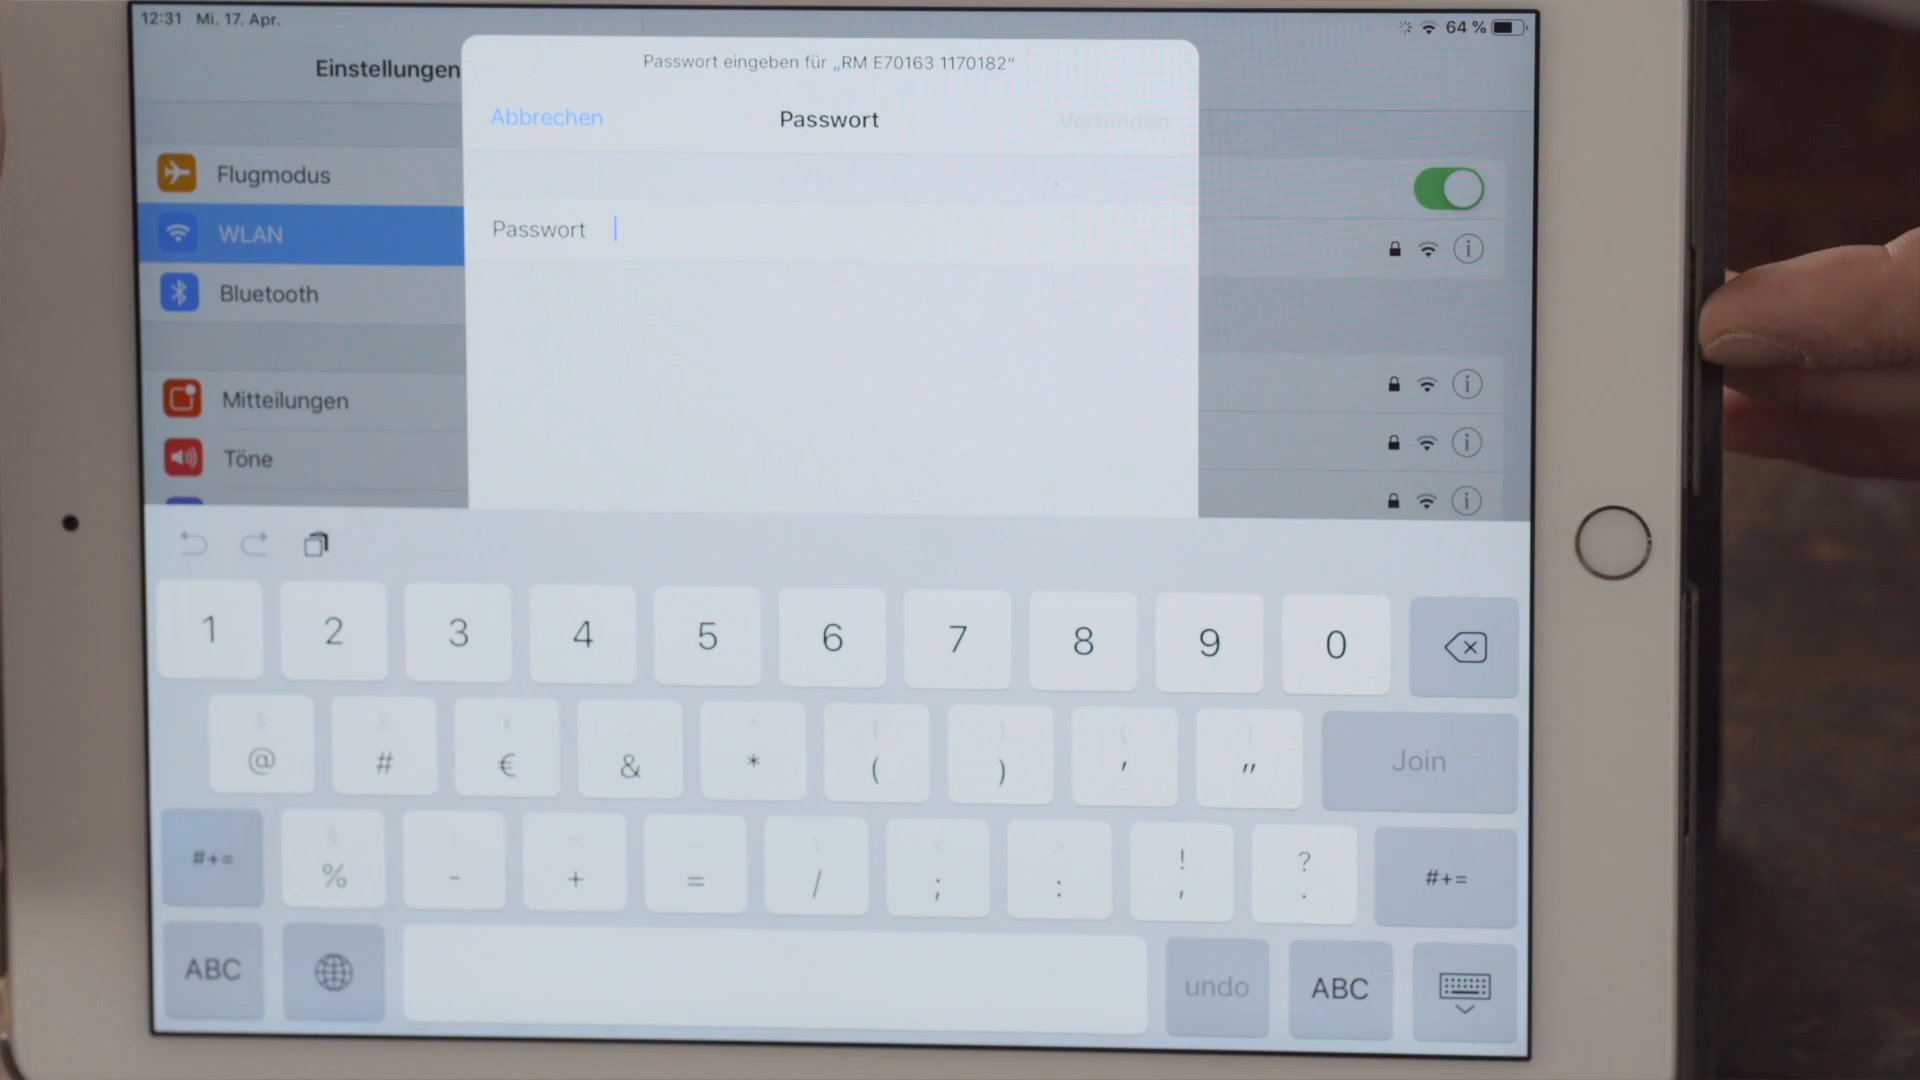 12:31 Mi. 17. Apr.
64 %
Einstellungen
Passwort eingeben für „RM E70163 1170182“
Abbrechen
Passwort
Verbinden
Flugmodus
WLAN
Bluetooth
Passwort
Mitteilungen
Töne
1 2 3 4 5 6 7 8 9 0
$ £ ¥ ^ [ ] { }
@ # € & * ( ) ' "
Join
§ \ < > ! ?
#+= % - + = / ; : , . #+=
ABC
undo
ABC